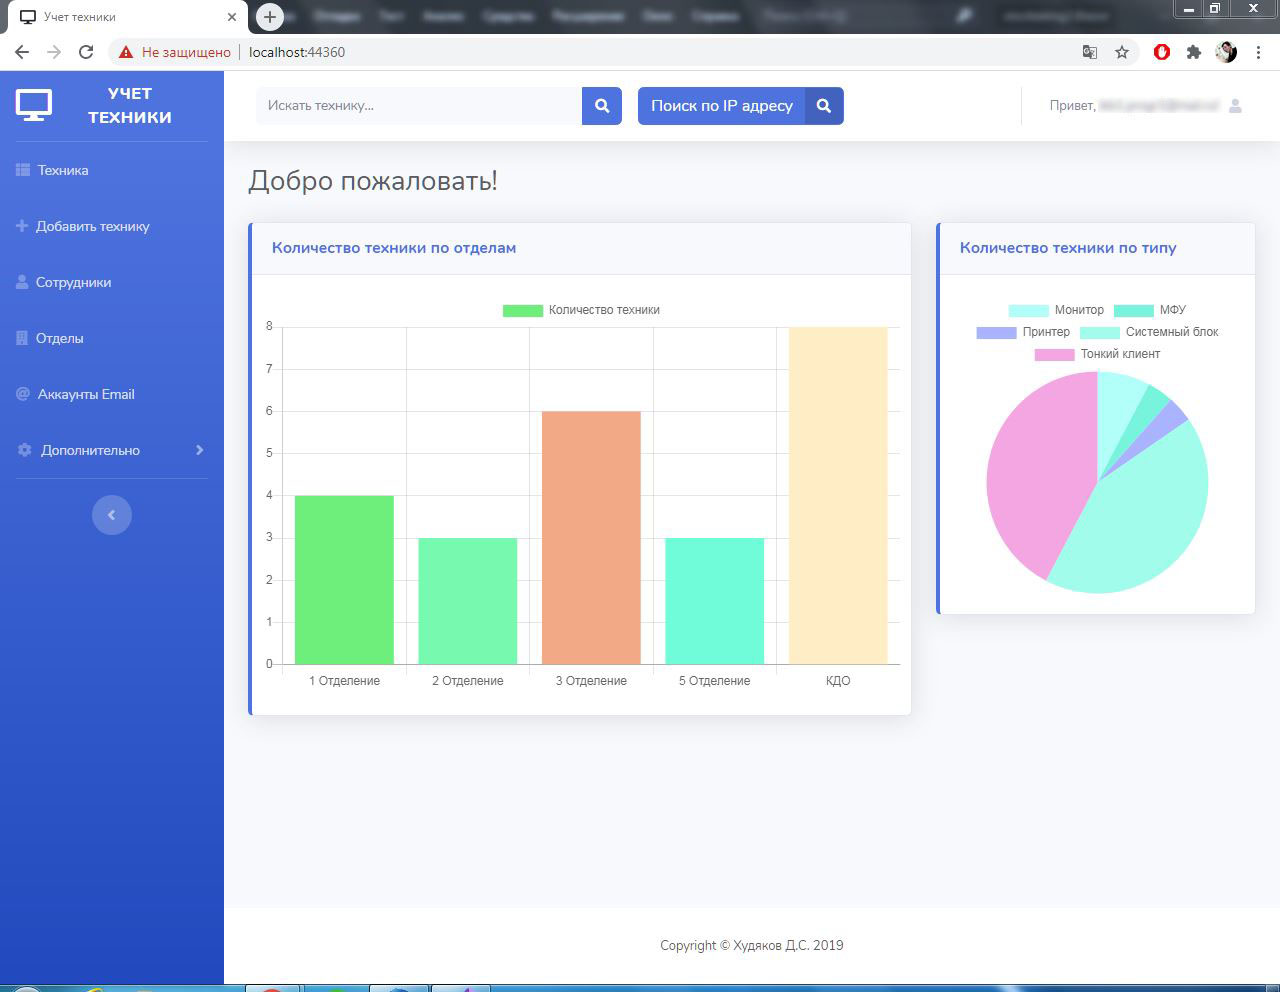 Учет техники
Не защищено
localhost:44360
УЧЕТ
ТЕХНИКИ
Искать технику...
Поиск по IP адресу
Привет,
Техника
Добавить технику
Сотрудники
Отделы
Аккаунты Email
Дополнительно
Добро пожаловать!
Количество техники по отделам
Количество техники
8
7
6
5
4
3
2
1
0
1 Отделение
2 Отделение
3 Отделение
5 Отделение
КДО
Количество техники по типу
Монитор
МФУ
Принтер
Системный блок
Тонкий клиент
Copyright © Худяков Д.С. 2019